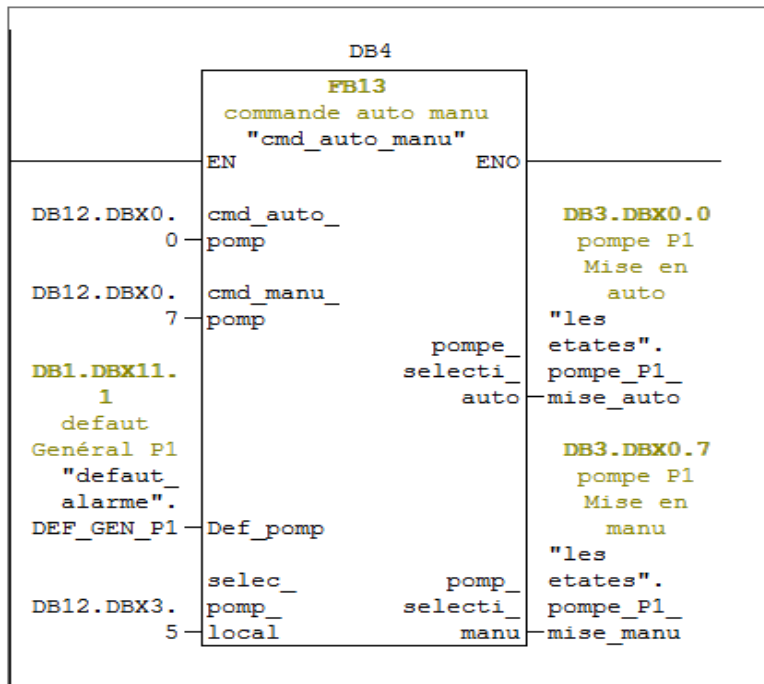 DB4
FB13
commande auto manu
"cmd_auto_manu"
EN
ENO
DB12.DBX0.
0
cmd_auto_
pomp
DB12.DBX0.
7
cmd_manu_
pomp
DB1.DBX11.
1
defaut
Genéral P1
"defaut_
alarme".
DEF_GEN_P1
Def_pomp
DB12.DBX3.
5
selec_
pomp_
local
pompe_
selecti_
auto
DB3.DBX0.0
pompe P1
Mise en
auto
"les
etates".
pompe_P1_
mise_auto
pomp_
selecti_
manu
DB3.DBX0.7
pompe P1
Mise en
manu
"les
etates".
pompe_P1_
mise_manu